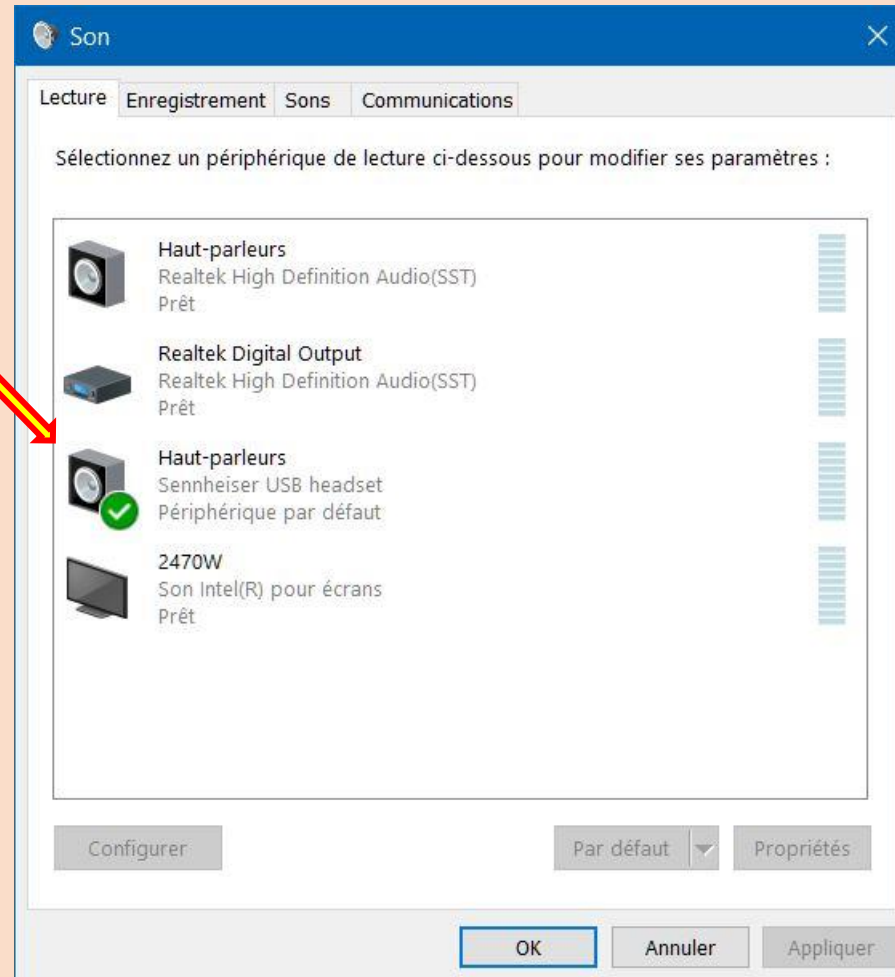 Son
Lecture Enregistrement Sons Communications
Sélectionnez un périphérique de lecture ci-dessous pour modifier ses paramètres :
Haut-parleurs
Realtek High Definition Audio(SST)
Prêt
Realtek Digital Output
Realtek High Definition Audio(SST)
Prêt
Haut-parleurs
Sennheiser USB headset
Périphérique par défaut
2470W
Son Intel(R) pour écrans
Prêt
Configurer Par défaut Propriétés
OK Annuler Appliquer